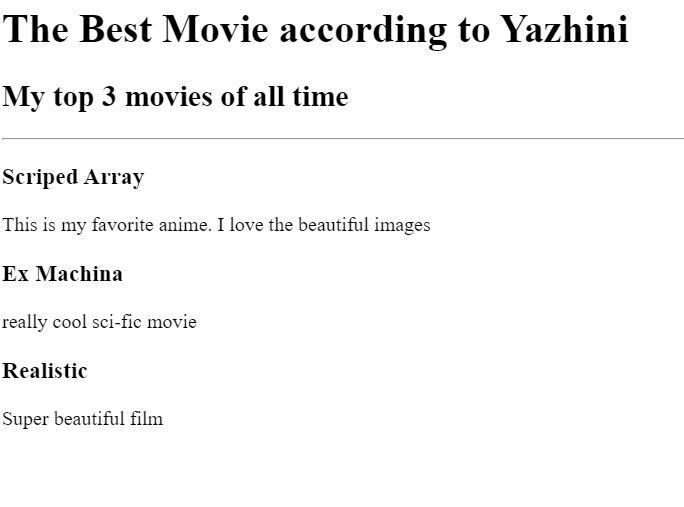 The Best Movie according to Yazhini
My top 3 movies of all time
Scriped Array
This is my favorite anime. I love the beautiful images
Ex Machina
really cool sci-fic movie
Realistic
Super beautiful film